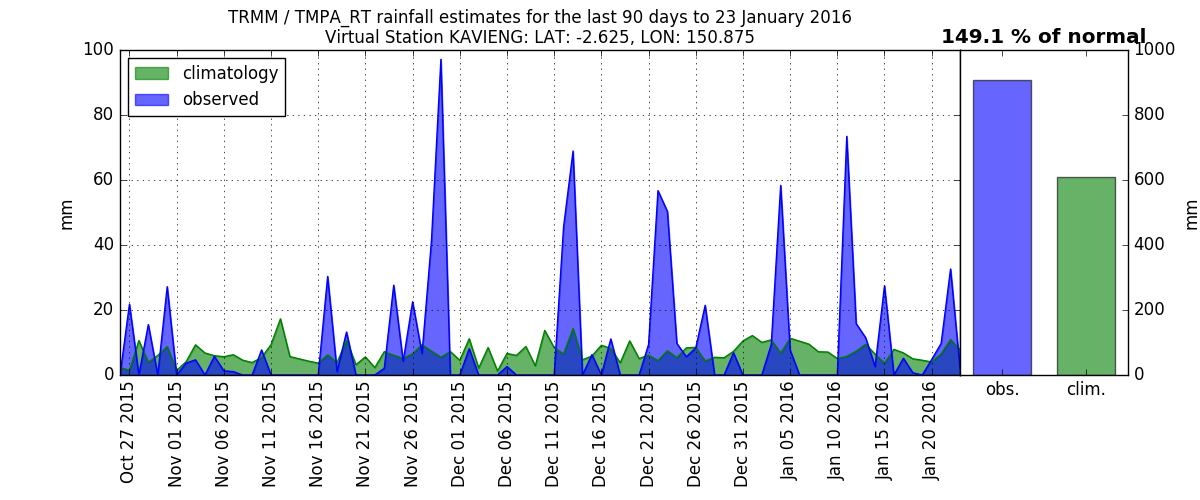 TRMM / TMPA_RT rainfall estimates for the last 90 days to 23 January 2016
Virtual Station KAVIENG: LAT: -2.625, LON: 150.875
149.1 % of normal
climatology
observed
mm
100
80
60
40
20
0
Oct 27 2015
Nov 01 2015
Nov 06 2015
Nov 11 2015
Nov 16 2015
Nov 21 2015
Nov 26 2015
Dec 01 2015
Dec 06 2015
Dec 11 2015
Dec 16 2015
Dec 21 2015
Dec 26 2015
Dec 31 2015
Jan 05 2016
Jan 10 2016
Jan 15 2016
Jan 20 2016
obs.
clim.
1000
800
600
400
200
0
mm